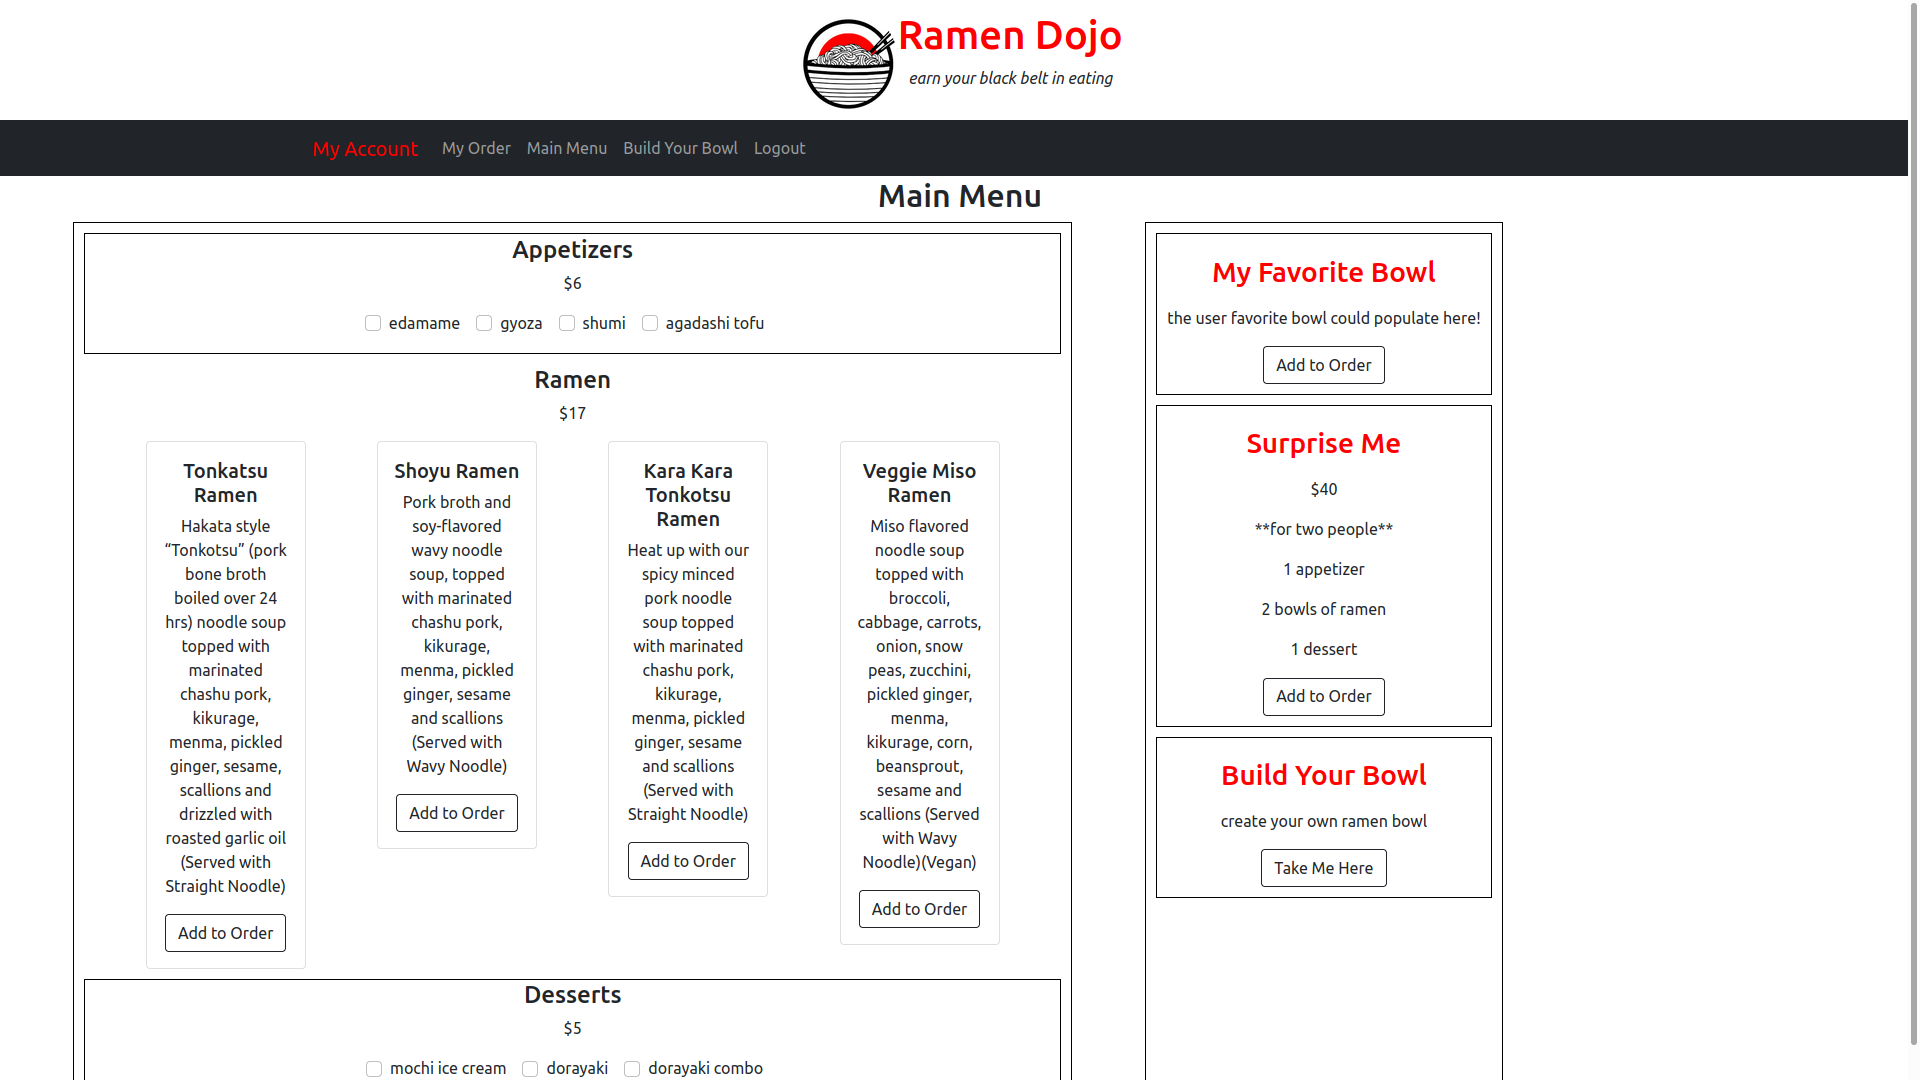 Ramen Dojo
earn your black belt in eating
My Account My Order Main Menu Build Your Bowl Logout
Main Menu
Appetizers
$6
edamame gyoza shumi agadashi tofu
Ramen
$17
Tonkatsu
Ramen
Hakata style
“Tonkotsu” (pork
bone broth
boiled over 24
hrs) noodle soup
topped with
marinated
chashu pork,
kikurage,
menma, pickled
ginger, sesame,
scallions and
drizzled with
roasted garlic oil
(Served with
Straight Noodle)
Add to Order
Shoyu Ramen
Pork broth and
soy-flavored
wavy noodle
soup, topped
with marinated
chashu pork,
kikurage,
menma, pickled
ginger, sesame
and scallions
(Served with
Wavy Noodle)
Add to Order
Kara Kara
Tonkotsu
Ramen
Heat up with our
spicy minced
pork noodle
soup topped
with marinated
chashu pork,
kikurage,
menma, pickled
ginger, sesame
and scallions
(Served with
Straight Noodle)
Add to Order
Veggie Miso
Ramen
Miso flavored
noodle soup
topped with
broccoli,
cabbage, carrots,
onion, snow
peas, zucchini,
pickled ginger,
menma,
kikurage, corn,
beansprout,
sesame and
scallions (Served
with Wavy
Noodle)(Vegan)
Add to Order
Desserts
$5
mochi ice cream dorayaki dorayaki combo
My Favorite Bowl
the user favorite bowl could populate here!
Add to Order
Surprise Me
$40
**for two people**
1 appetizer
2 bowls of ramen
1 dessert
Add to Order
Build Your Bowl
create your own ramen bowl
Take Me Here